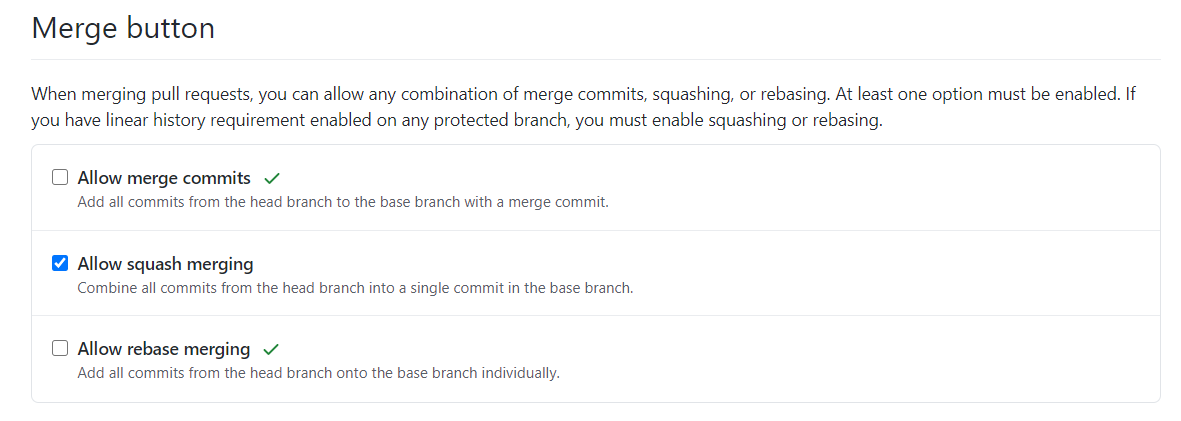 Merge button
When merging pull requests, you can allow any combination of merge commits, squashing, or rebasing. At least one option must be enabled. If
you have linear history requirement enabled on any protected branch, you must enable squashing or rebasing.
Allow merge commits
Add all commits from the head branch to the base branch with a merge commit.
Allow squash merging
Combine all commits from the head branch into a single commit in the base branch.
Allow rebase merging
Add all commits from the head branch onto the base branch individually.